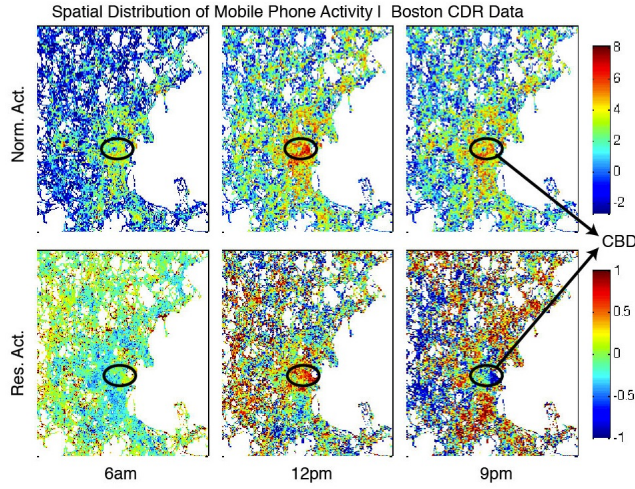 Spatial Distribution of Mobile Phone Activity | Boston CDR Data
Norm. Act.
8
6
4
2
0
-2
CBD
Res. Act.
1
0.5
0
-0.5
-1
6am
12pm
9pm